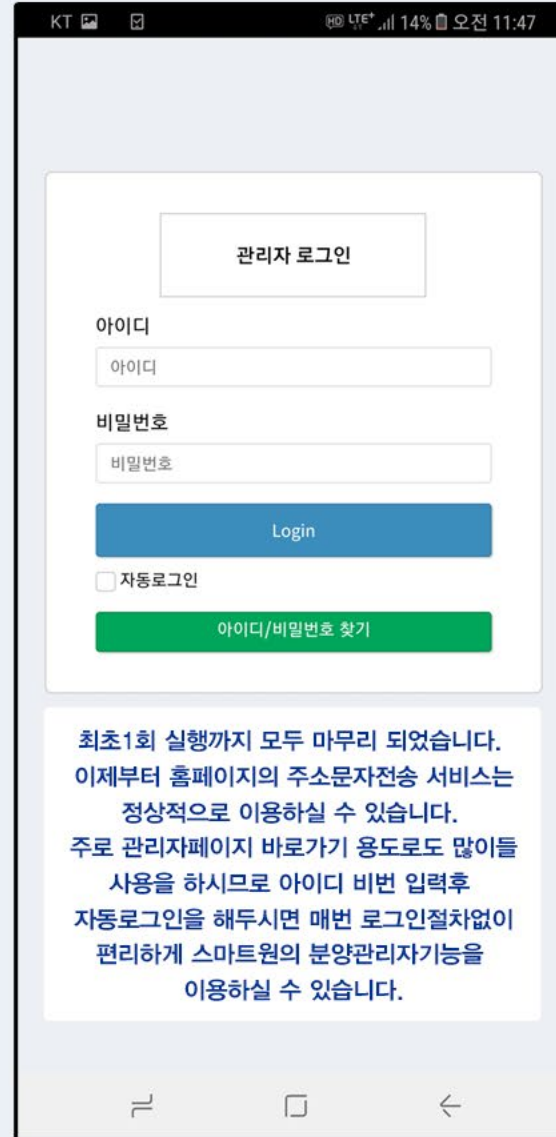 KT HD LTE+ 14% 오전 11:47
관리자 로그인
아이디
아이디
비밀번호
비밀번호
Login
자동로그인
아이디/비밀번호 찾기
최초1회 실행까지 모두 마무리 되었습니다.
이제부터 홈페이지의 주소문자전송 서비스는
정상적으로 이용하실 수 있습니다.
주로 관리자페이지 바로가기 용도로도 많이들
사용을 하시므로 아이디 비번 입력후
자동로그인을 해두시면 매번 로그인절차없이
편리하게 스마트원의 분양관리자기능을
이용하실 수 있습니다.